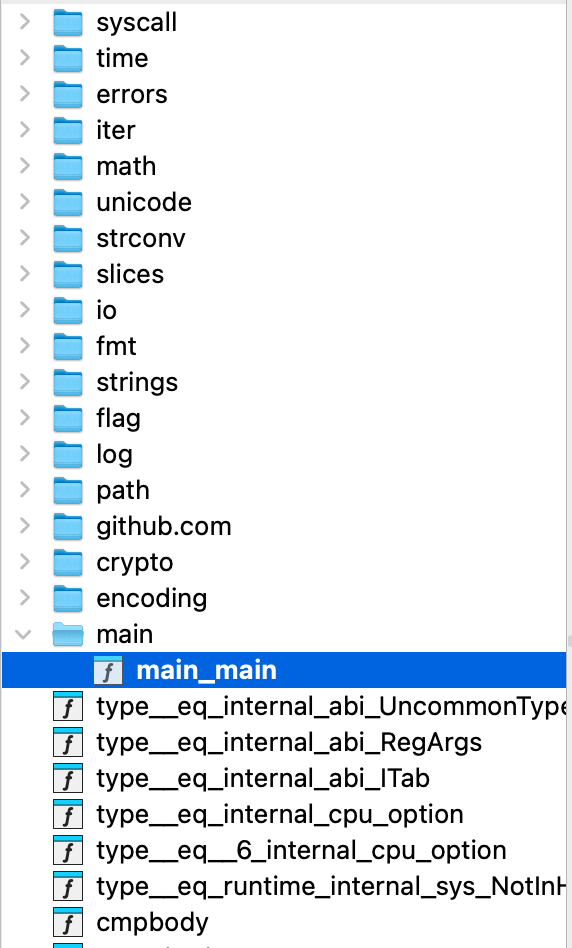 syscall
time
errors
iter
math
unicode
strconv
slices
io
fmt
strings
flag
log
path
github.com
crypto
encoding
main
main_main
type__eq_internal_abi_UncommonType
type__eq_internal_abi_RegArgs
type__eq_internal_abi_ITab
type__eq_internal_cpu_option
type__eq__6_internal_cpu_option
type__eq_runtime_internal_sys_NotInH
cmpbody